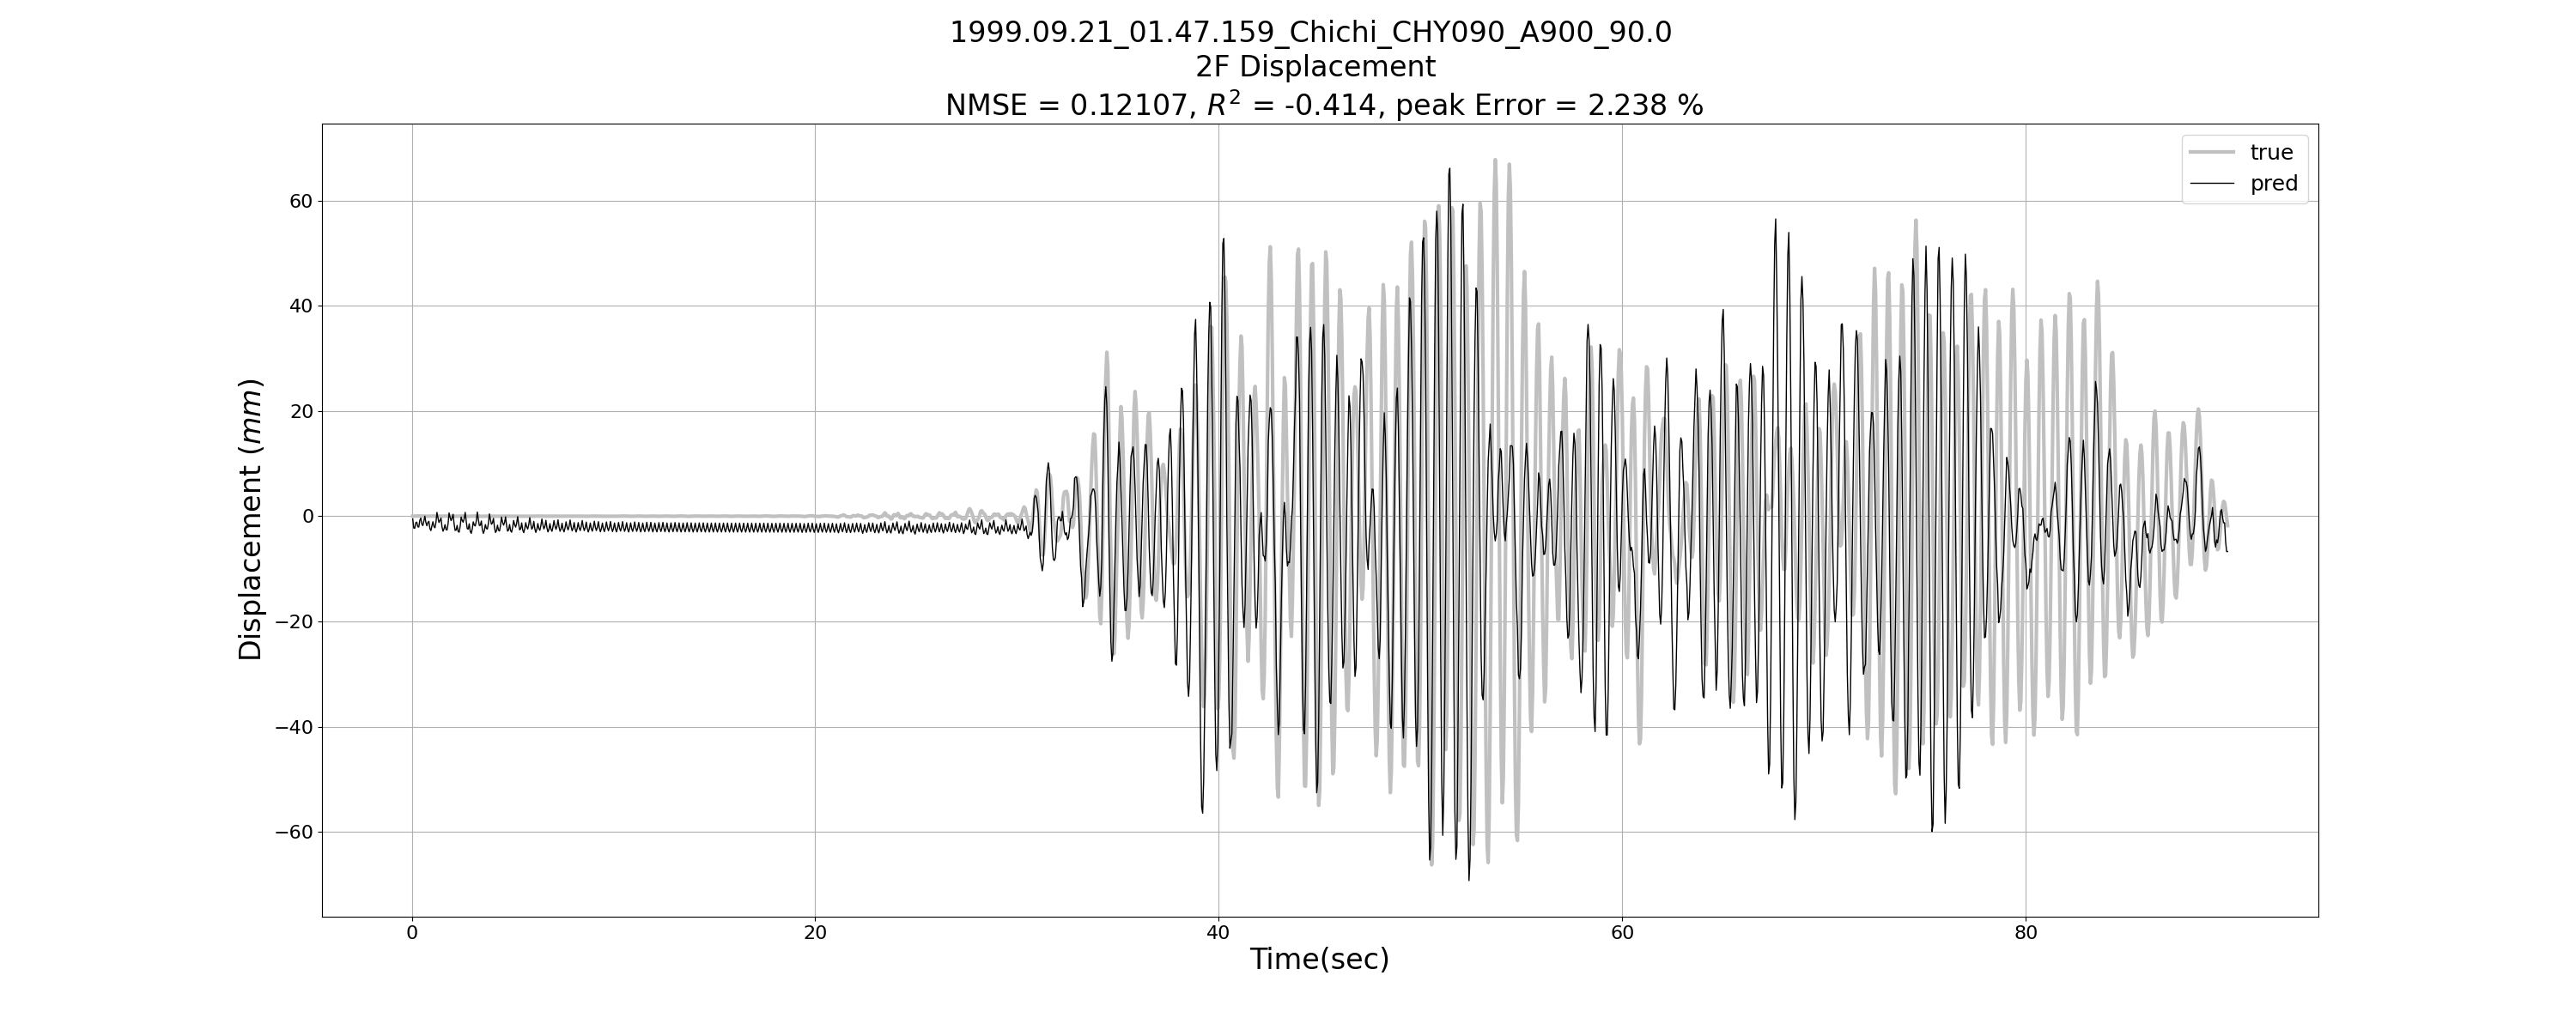 1999.09.21_01.47.159_Chichi_CHY090_A900_90.0
2F Displacement
NMSE = 0.12107, R² = -0.414, peak Error = 2.238 %
true
pred
Displacement (mm)
60
40
20
0
−20
−40
−60
0
20
40
60
80
Time(sec)